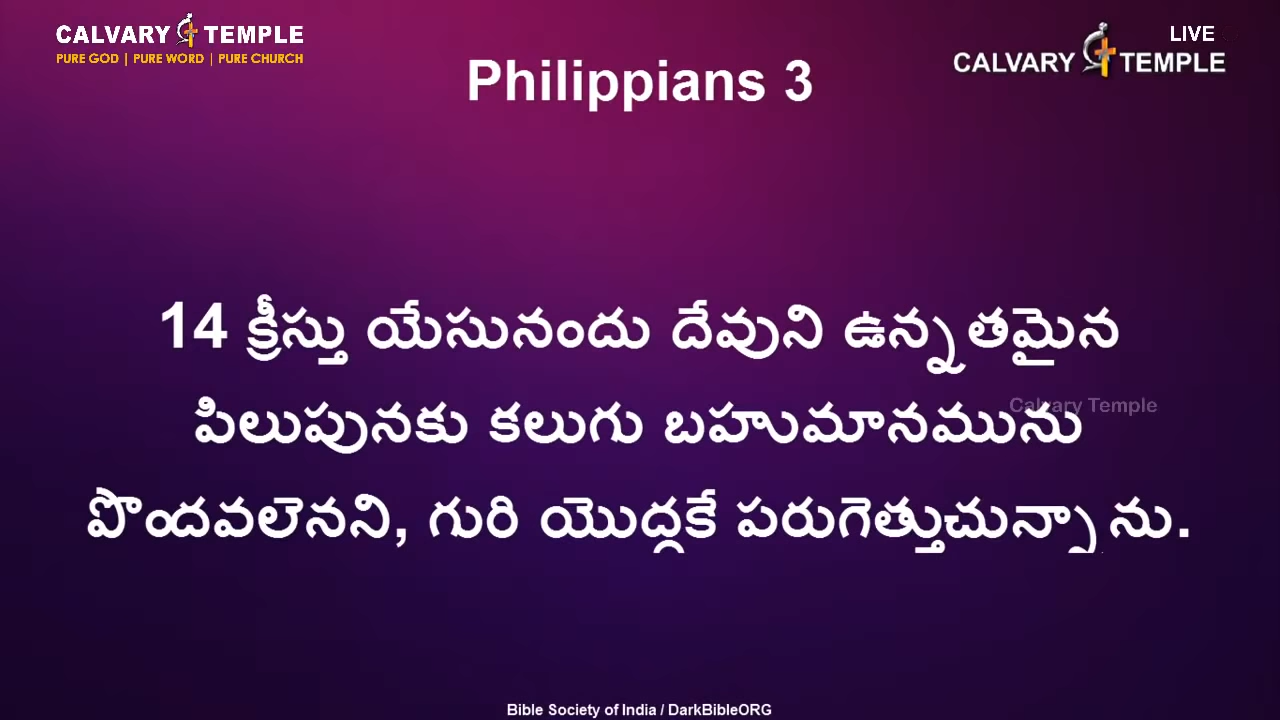 CALVARY TEMPLE
PURE GOD | PURE WORD | PURE CHURCH
LIVE
CALVARY TEMPLE
Philippians 3
14 క్రీస్తు యేసునందు దేవుని ఉన్నతమైన
పిలుపునకు కలుగు బహుమానమును
Calvary Temple
పొందవలెనని, గురి యొద్దకే పరుగెత్తుచున్నాను.
Bible Society of India / DarkBibleORG